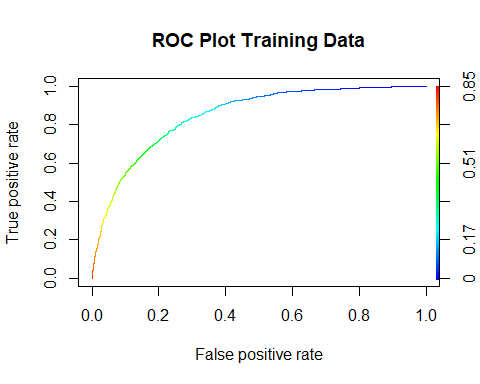 ROC Plot Training Data
True positive rate
1.0
0.8
0.6
0.4
0.2
0.0
0.85
0.51
0.17
0
0.0 0.2 0.4 0.6 0.8 1.0
False positive rate